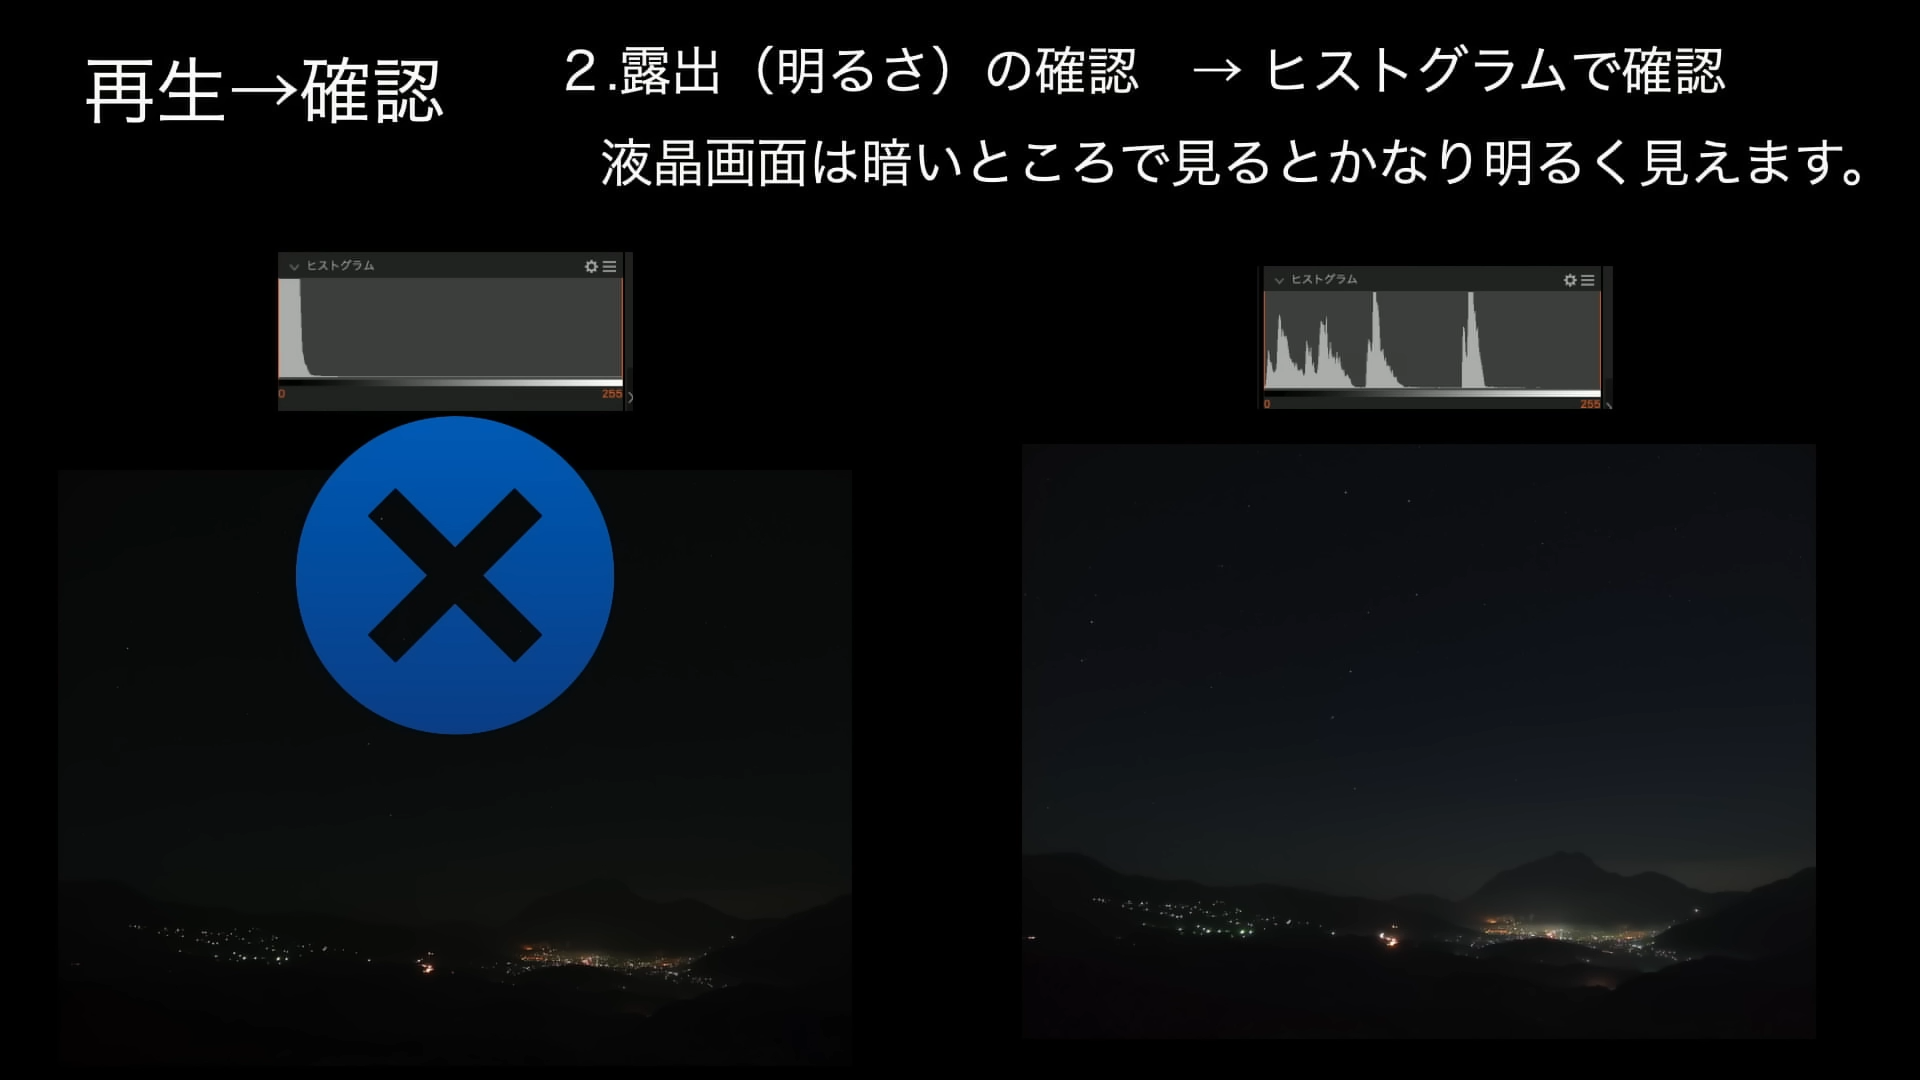 再生→確認
２.露出（明るさ）の確認　→ ヒストグラムで確認
液晶画面は暗いところで見るとかなり明るく見えます。
ヒストグラム
0 255
ヒストグラム
0 255